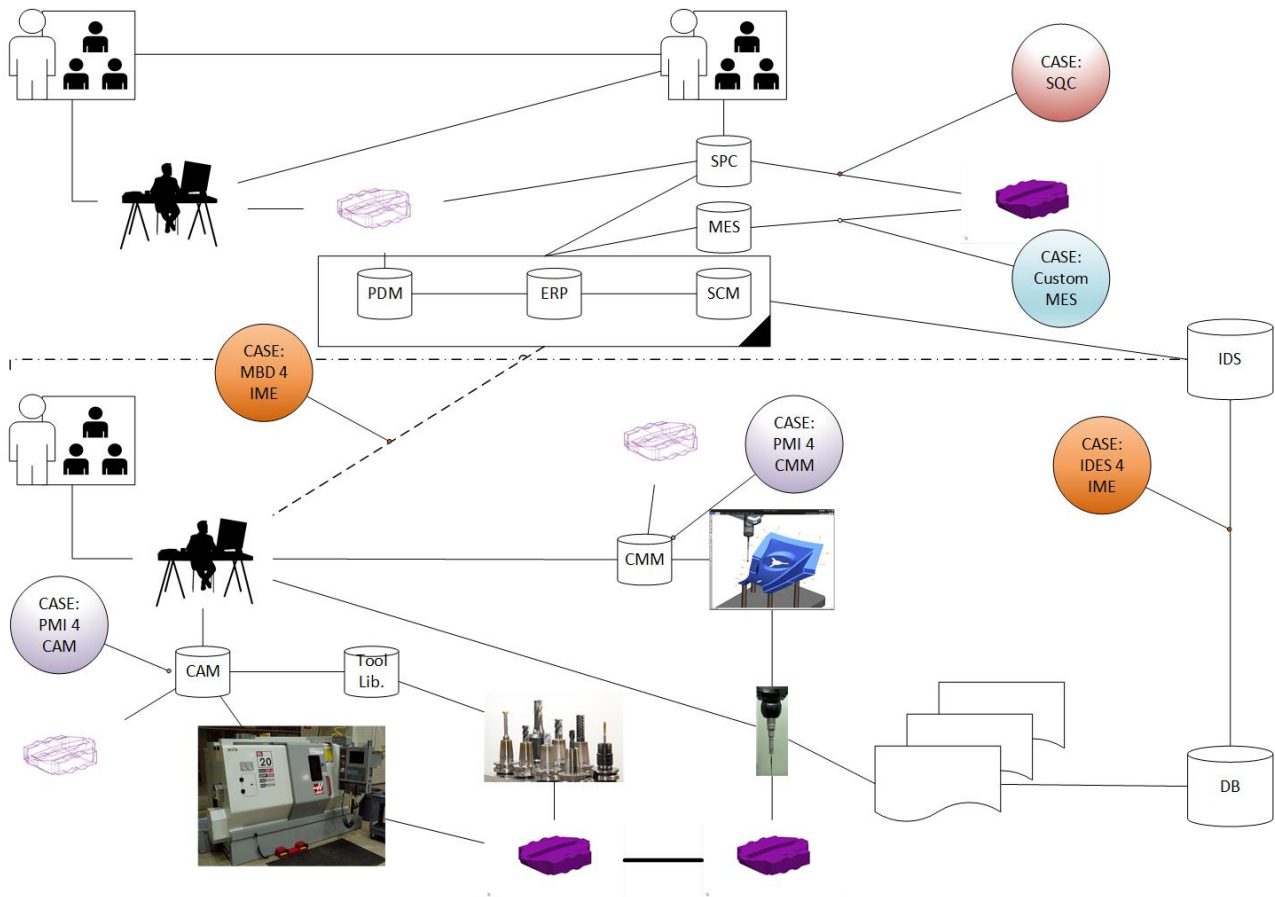 CASE:
SQC
SPC
MES
CASE:
Custom
MES
PDM
ERP
SCM
CASE:
MBD 4
IME
IDS
CASE:
PMI 4
CMM
CASE:
IDES 4
IME
CMM
CASE:
PMI 4
CAM
CAM
Tool
Lib.
20
DB